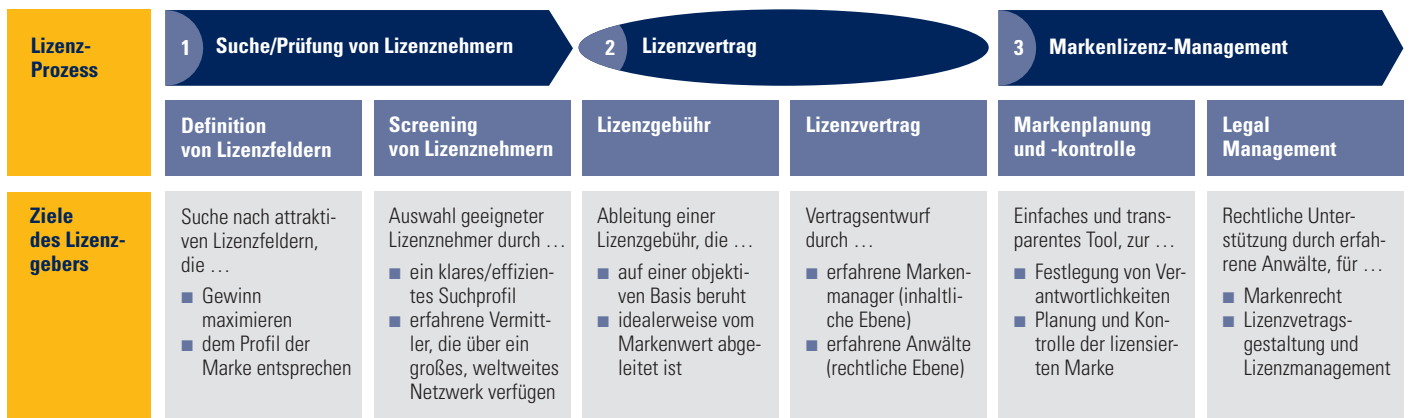 Lizenz-
Prozess
1 Suche/Prüfung von Lizenznehmern
2 Lizenzvertrag
3 Markenlizenz-Management
Definition
von Lizenzfeldern
Screening
von Lizenznehmern
Lizenzgebühr
Lizenzvertrag
Markenplanung
und -kontrolle
Legal
Management
Ziele
des Lizenz-
gebers
Suche nach attrakti-
ven Lizenzfeldern,
die …
■ Gewinn
maximieren
■ dem Profil der
Marke entsprechen
Auswahl geeigneter
Lizenznehmer durch …
■ ein klares/effizien-
tes Suchprofil
■ erfahrene Vermitt-
ler, die über ein
großes, weltweites
Netzwerk verfügen
Ableitung einer
Lizenzgebühr, die …
■ auf einer objekti-
ven Basis beruht
■ idealerweise vom
Markenwert abge-
leitet ist
Vertragsentwurf
durch …
■ erfahrene Marken-
manager (inhaltli-
che Ebene)
■ erfahrene Anwälte
(rechtliche Ebene)
Einfaches und trans-
parentes Tool, zur …
■ Festlegung von Ver-
antwortlichkeiten
■ Planung und Kon-
trolle der lizensier-
ten Marke
Rechtliche Unter-
stützung durch erfah-
rene Anwälte, für …
■ Markenrecht
■ Lizenzvetrags-
gestaltung und
Lizenzmanagement